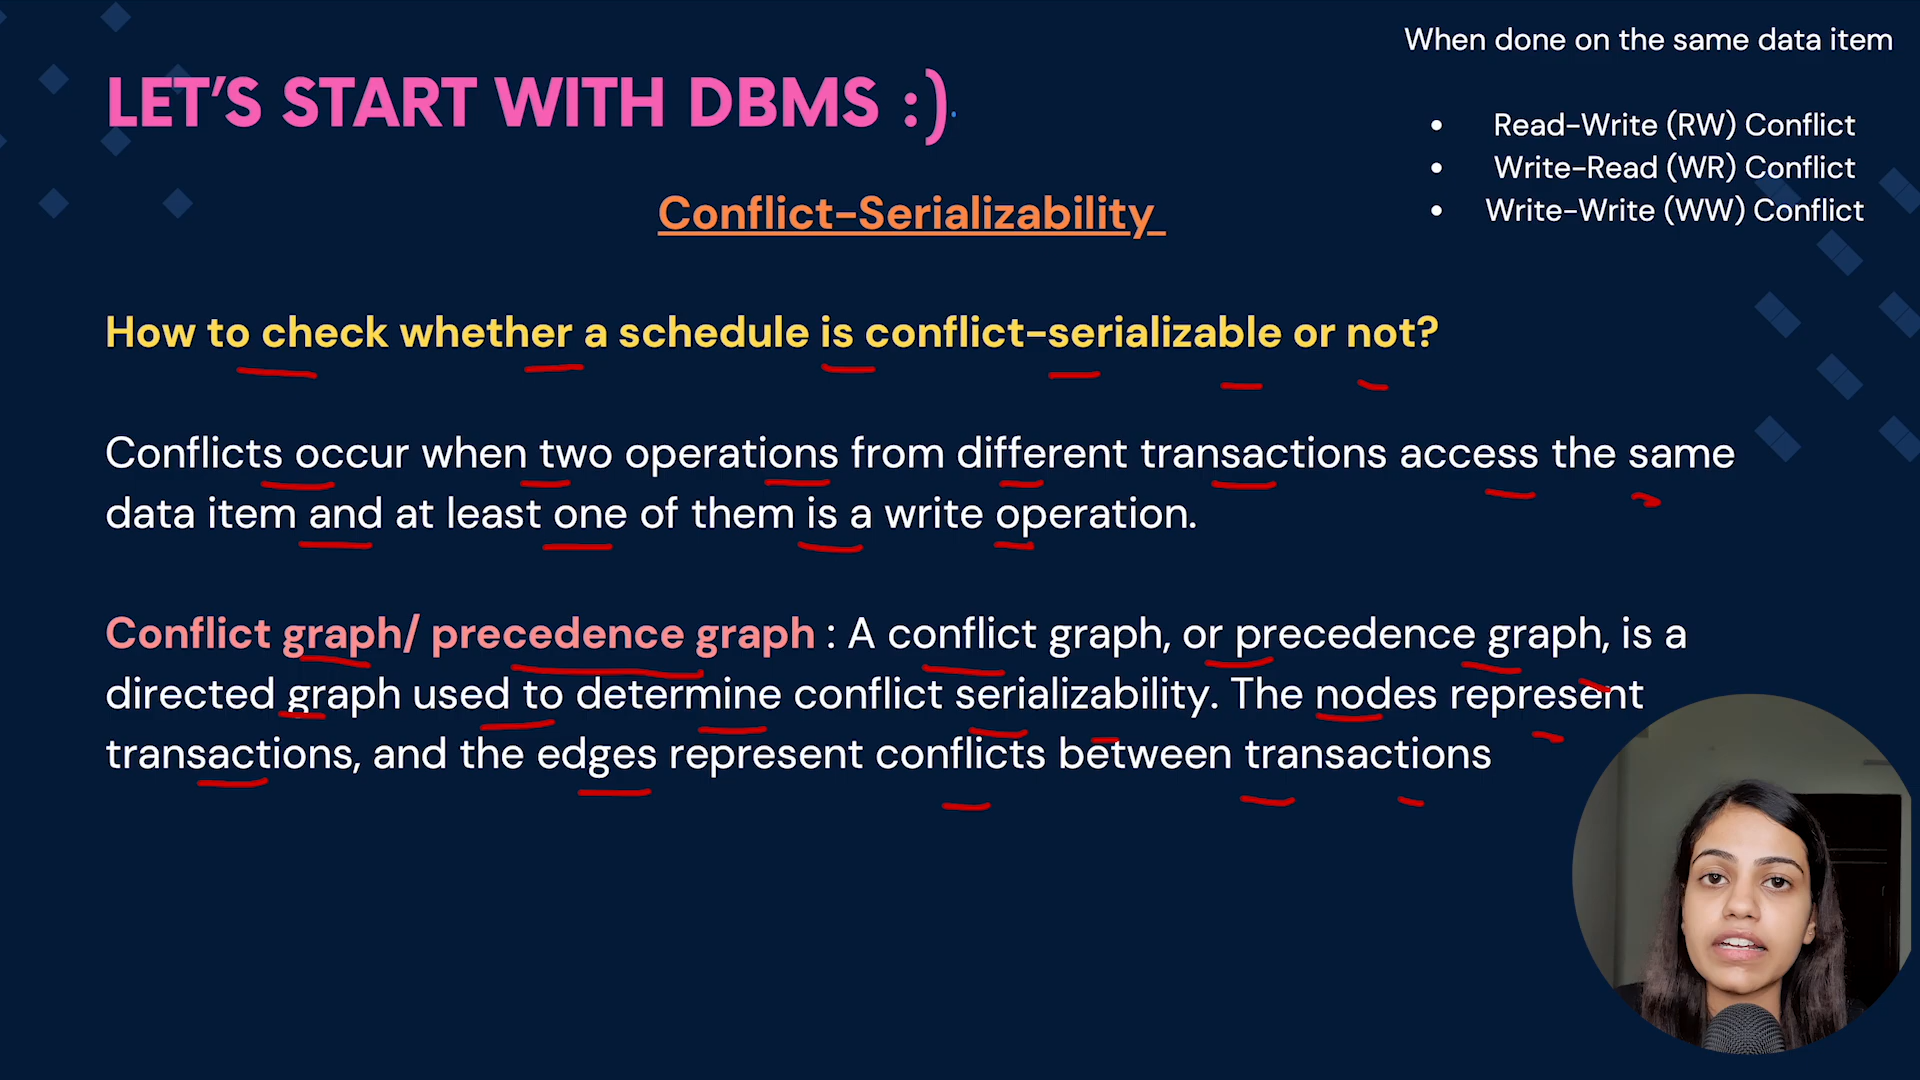 LET'S START WITH DBMS :)
When done on the same data item
• Read-Write (RW) Conflict
• Write-Read (WR) Conflict
• Write-Write (WW) Conflict
Conflict-Serializability
How to check whether a schedule is conflict-serializable or not?
Conflicts occur when two operations from different transactions access the same
data item and at least one of them is a write operation.
Conflict graph/ precedence graph : A conflict graph, or precedence graph, is a
directed graph used to determine conflict serializability. The nodes represent
transactions, and the edges represent conflicts between transactions